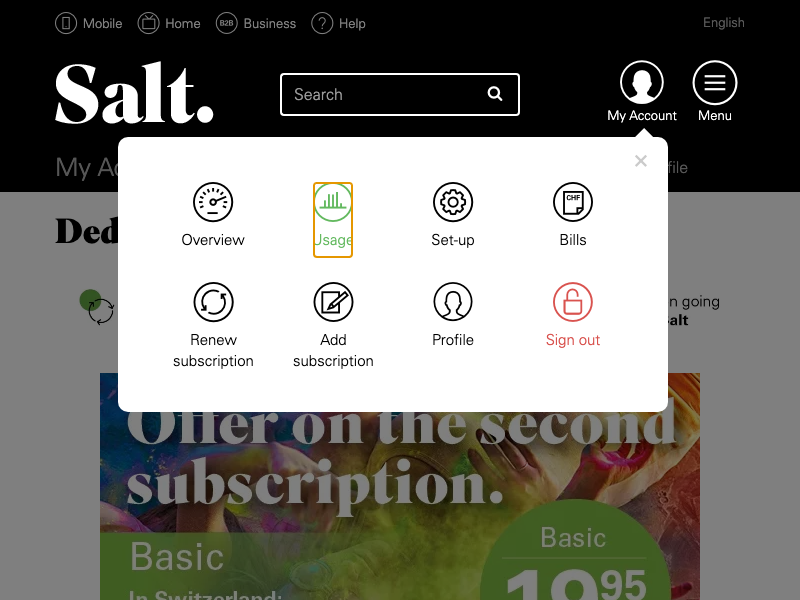 Mobile Home B2B Business Help English
Salt.
Search
My Account Menu
My Ac file
Ded
Overview Usage Set-up CHF Bills
Renew subscription Add subscription Profile Sign out
n going
alt
Offer on the second
subscription.
Basic
Basic
In Switzerland:
19 95